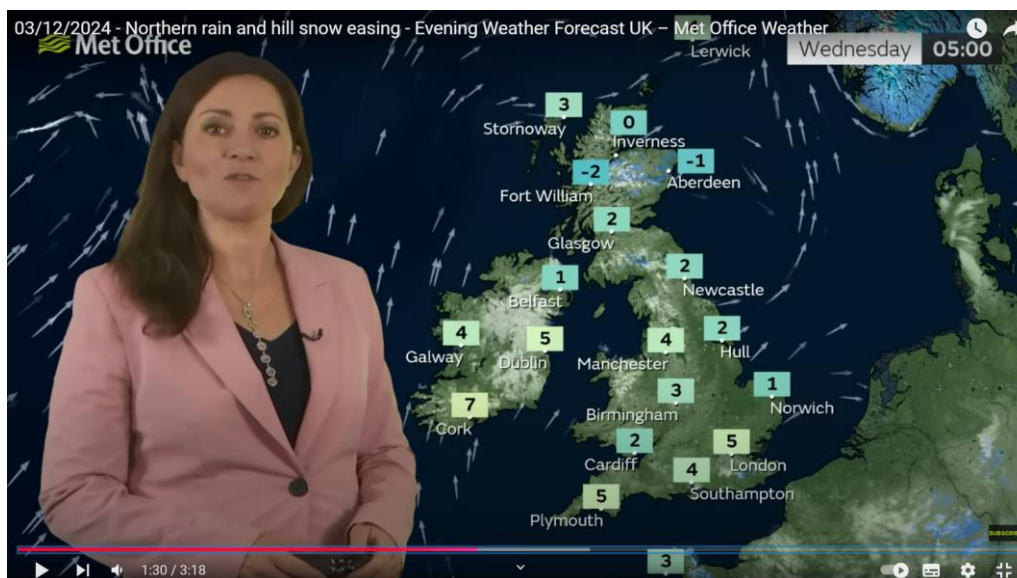 03/12/2024 - Northern rain and hill snow easing - Evening Weather Forecast UK – Met Office Weather
Met Office
Wednesday 05:00
Lerwick
3
Stornoway
0
Inverness
-2
Fort William
-1
Aberdeen
2
Glasgow
2
Newcastle
1
Belfast
2
Hull
4
Galway
5
Dublin
4
Manchester
3
Birmingham
1
Norwich
7
Cork
2
Cardiff
5
London
4
Southampton
5
Plymouth
3
SUBSCRIBE
1:30 / 3:18